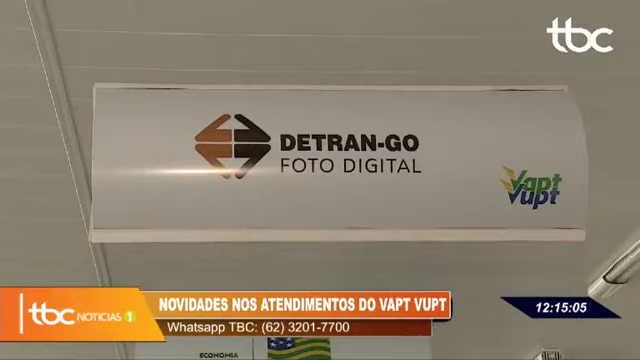 tbc
DETRAN-GO
FOTO DIGITAL
Vapt
Vupt
NOVIDADES NOS ATENDIMENTOS DO VAPT VUPT
tbc NOTICIAS 1
Whatsapp TBC: (62) 3201-7700
12:15:05
ECONOMIA